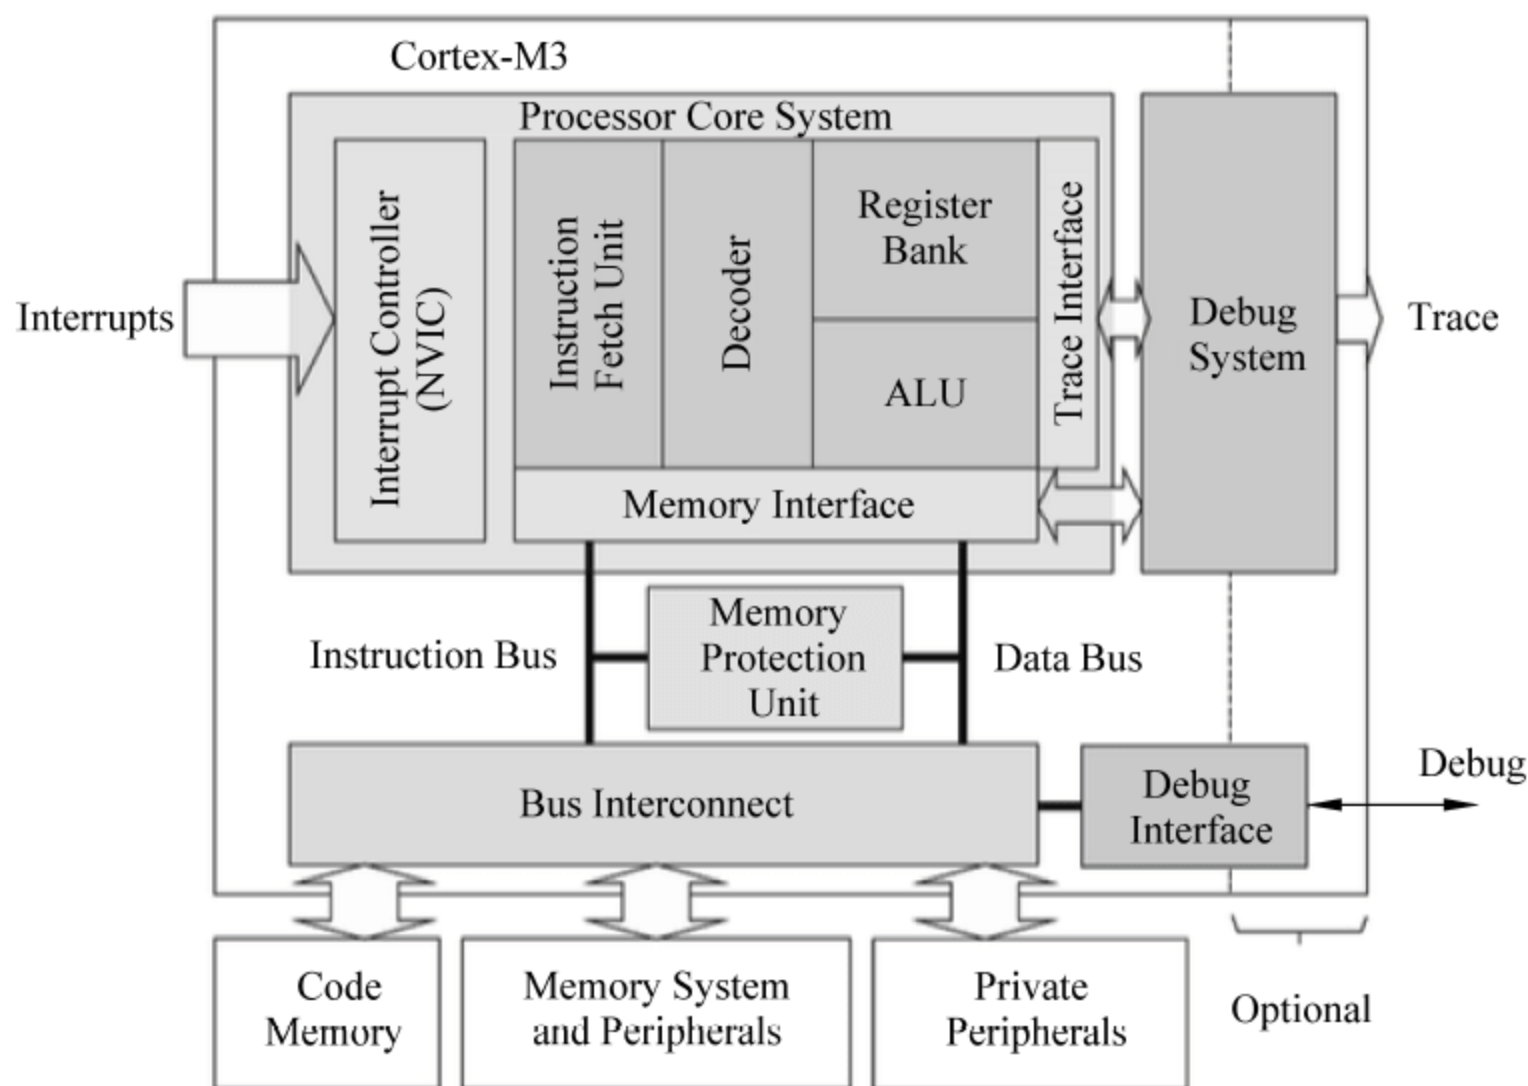 Cortex-M3
Processor Core System
Interrupts
Interrupt Controller
(NVIC)
Instruction
Fetch Unit
Decoder
Register
Bank
ALU
Trace Interface
Debug
System
Trace
Memory Interface
Instruction Bus
Memory
Protection
Unit
Data Bus
Bus Interconnect
Debug
Interface
Debug
Code
Memory
Memory System
and Peripherals
Private
Peripherals
Optional